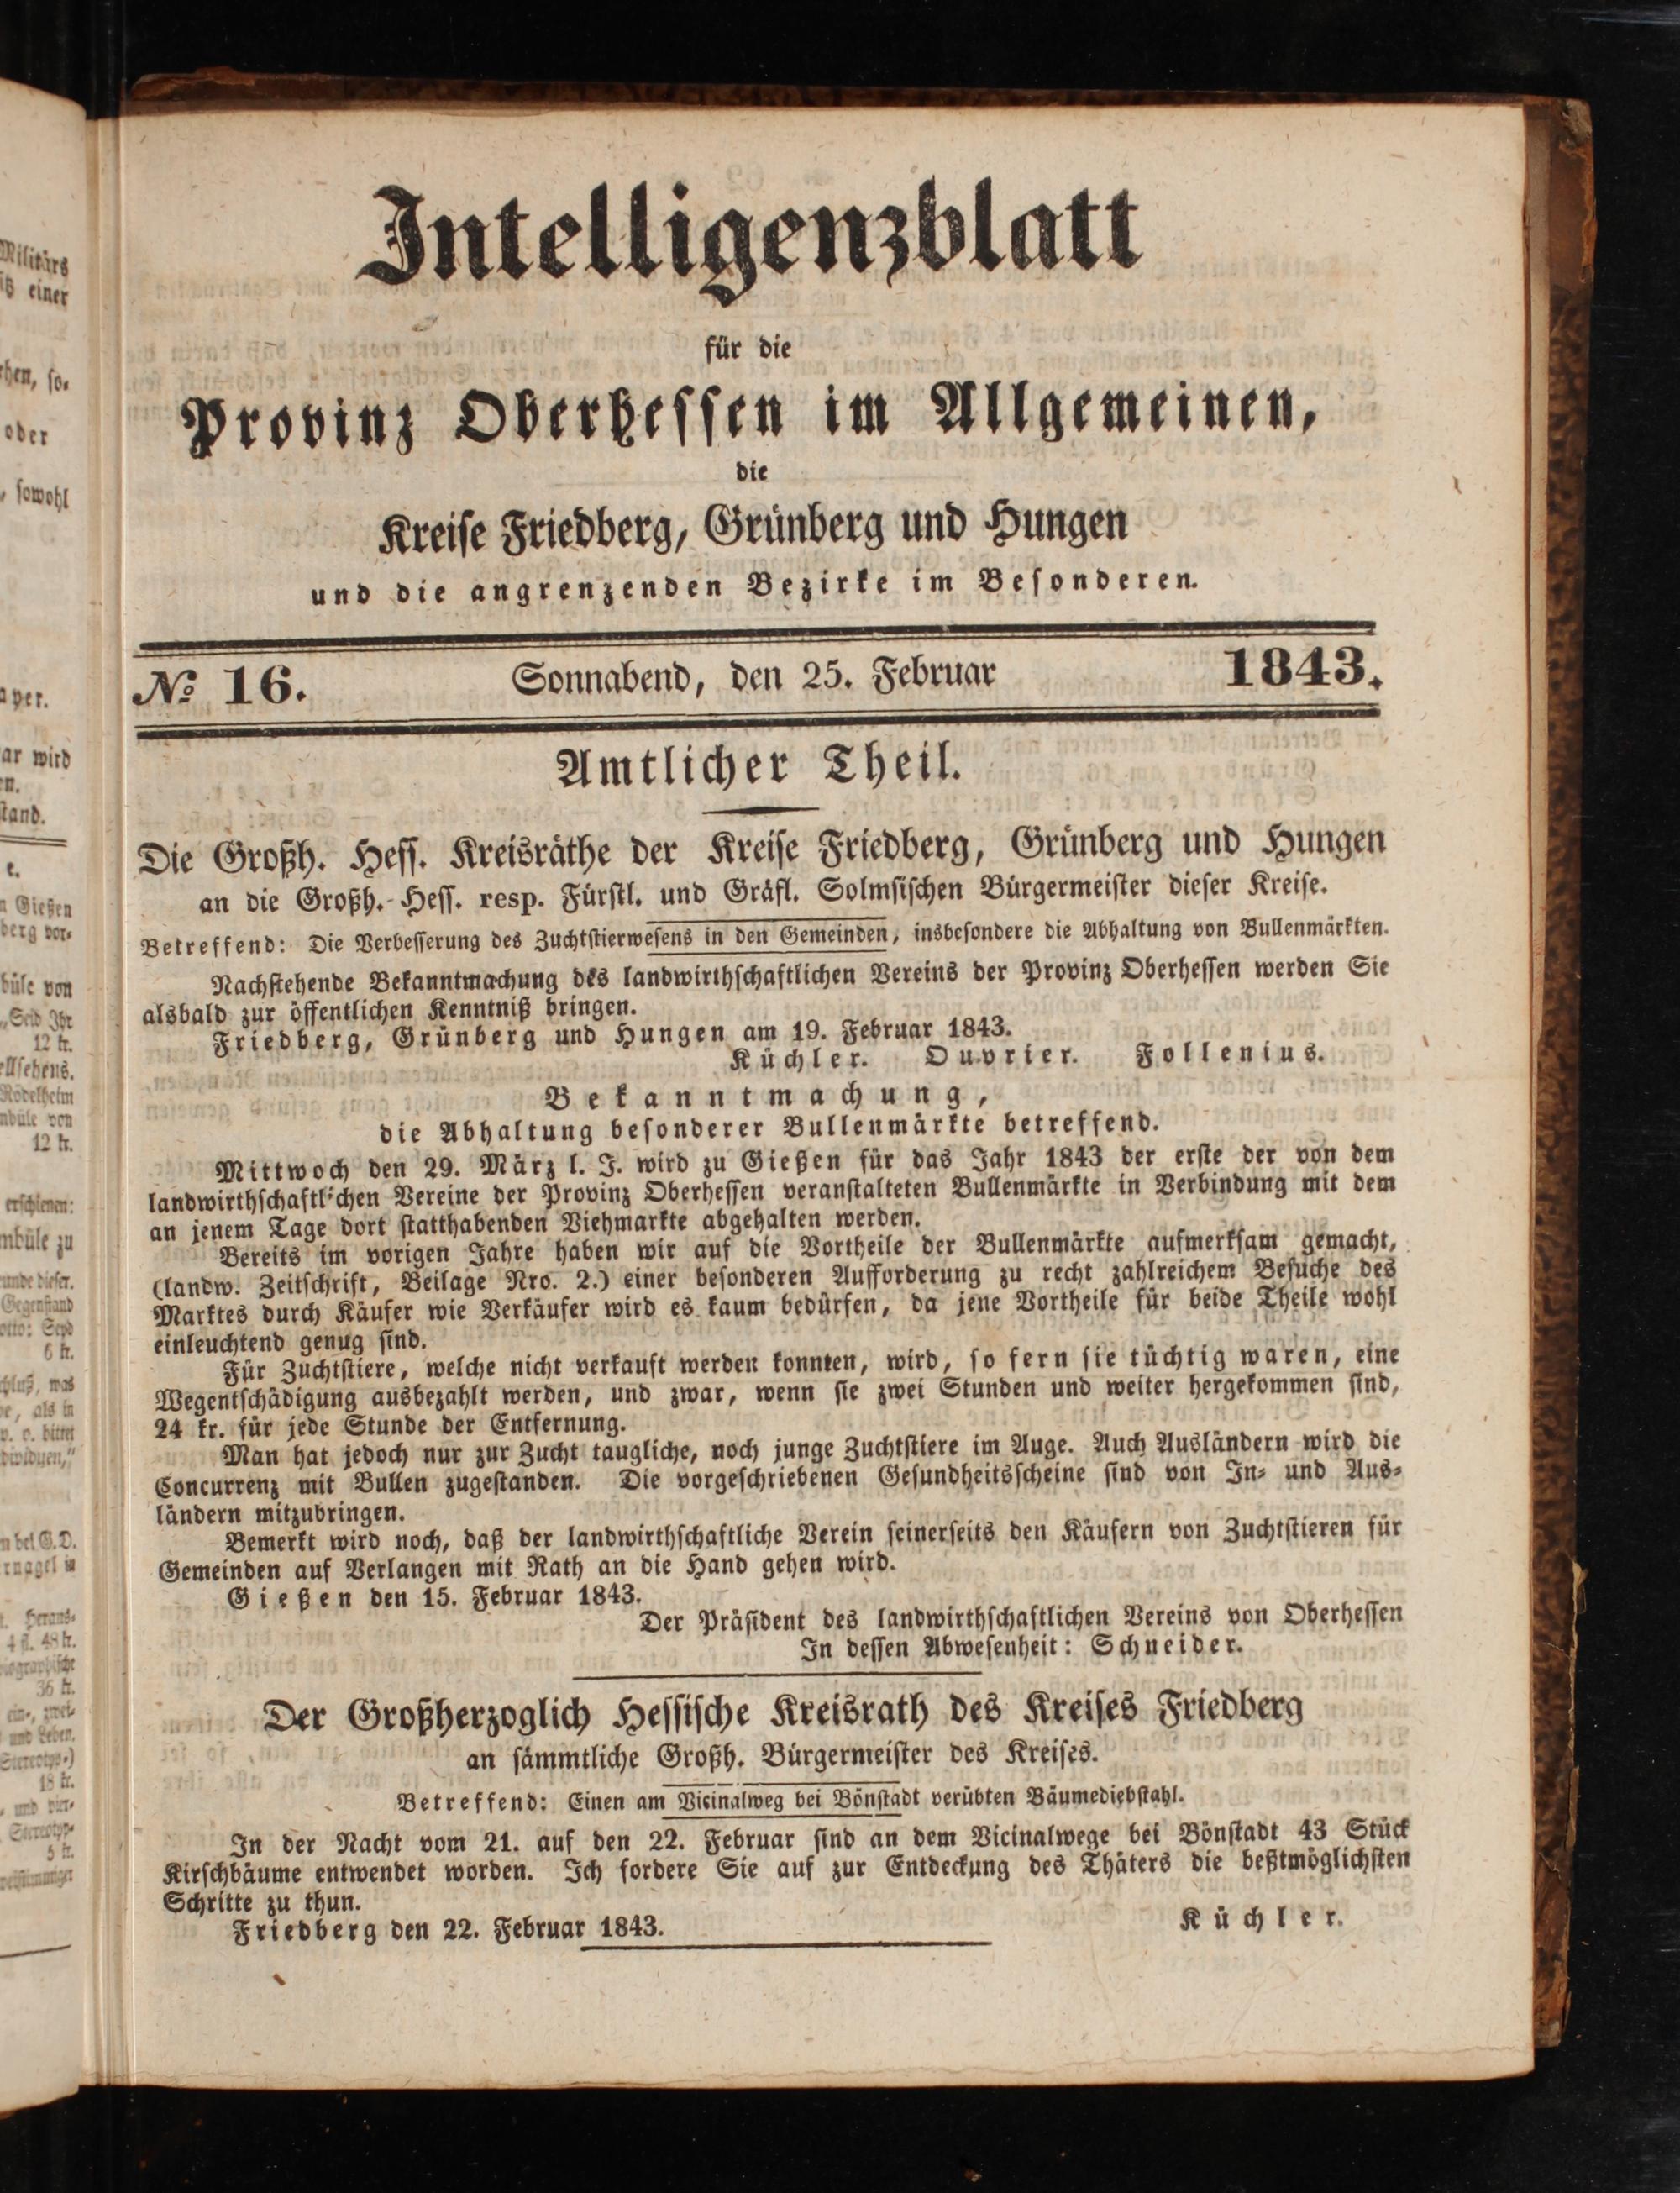 Intelligenzblatt
für die
Provinz Oberhessen im Allgemeinen,
die
Kreise Friedberg, Grünberg und Hungen
und die angrenzenden Bezirke im Besonderen.
No 16. Sonnabend, den 25. Februar 1843.
Amtlicher Theil.
Die Großh. Hess. Kreisräthe der Kreise Friedberg, Grünberg und Hungen
an die Großh. Hess. resp. Fürstl. und Gräfl. Solmsischen Bürgermeister dieser Kreise.
Betreffend: Die Verbesserung des Zuchtstierwesens in den Gemeinden, insbesondere die Abhaltung von Bullenmärkten.
Nachstehende Bekanntmachung des landwirthschaftlichen Vereins der Provinz Oberhessen werden Sie
alsbald zur öffentlichen Kenntniß bringen.
Friedberg, Grünberg und Hungen am 19. Februar 1843.
Küchler. Ouvrier. Follenius.
Bekanntmachung,
die Abhaltung besonderer Bullenmärkte betreffend.
Mittwoch den 29. März l. J. wird zu Gießen für das Jahr 1843 der erste der von dem
landwirthschaftlichen Vereine der Provinz Oberhessen veranstalteten Bullenmärkte in Verbindung mit dem
an jenem Tage dort statthabenden Viehmarkte abgehalten werden.
Bereits im vorigen Jahre haben wir auf die Vortheile der Bullenmärkte aufmerksam gemacht,
(landw. Zeitschrift, Beilage Nro. 2.) einer besonderen Aufforderung zu recht zahlreichem Besuche des
Marktes durch Käufer wie Verkäufer wird es kaum bedürfen, da jene Vortheile für beide Theile wohl
einleuchtend genug sind.
Für Zuchtstiere, welche nicht verkauft werden konnten, wird, so fern sie tüchtig waren, eine
Wegentschädigung ausbezahlt werden, und zwar, wenn sie zwei Stunden und weiter hergekommen sind,
24 kr. für jede Stunde der Entfernung.
Man hat jedoch nur zur Zucht taugliche, noch junge Zuchtstiere im Auge. Auch Ausländern wird die
Concurrenz mit Bullen zugestanden. Die vorgeschriebenen Gesundheitsscheine sind von In- und Aus-
ländern mitzubringen.
Bemerkt wird noch, daß der landwirthschaftliche Verein seinerseits den Käufern von Zuchtstieren für
Gemeinden auf Verlangen mit Rath an die Hand gehen wird.
Gießen den 15. Februar 1843.
Der Präsident des landwirthschaftlichen Vereins von Oberhessen
In dessen Abwesenheit: Schneider.
Der Großherzoglich Hessische Kreisrath des Kreises Friedberg
an sämmtliche Großh. Bürgermeister des Kreises.
Betreffend: Einen am Vicinalweg bei Bönstadt verübten Bäumediebstahl.
In der Nacht vom 21. auf den 22. Februar sind an dem Vicinalwege bei Bönstadt 43 Stück
Kirschbäume entwendet worden. Ich fordere Sie auf zur Entdeckung des Thäters die beßtmöglichsten
Schritte zu thun.
Friedberg den 22. Februar 1843. Küchler.